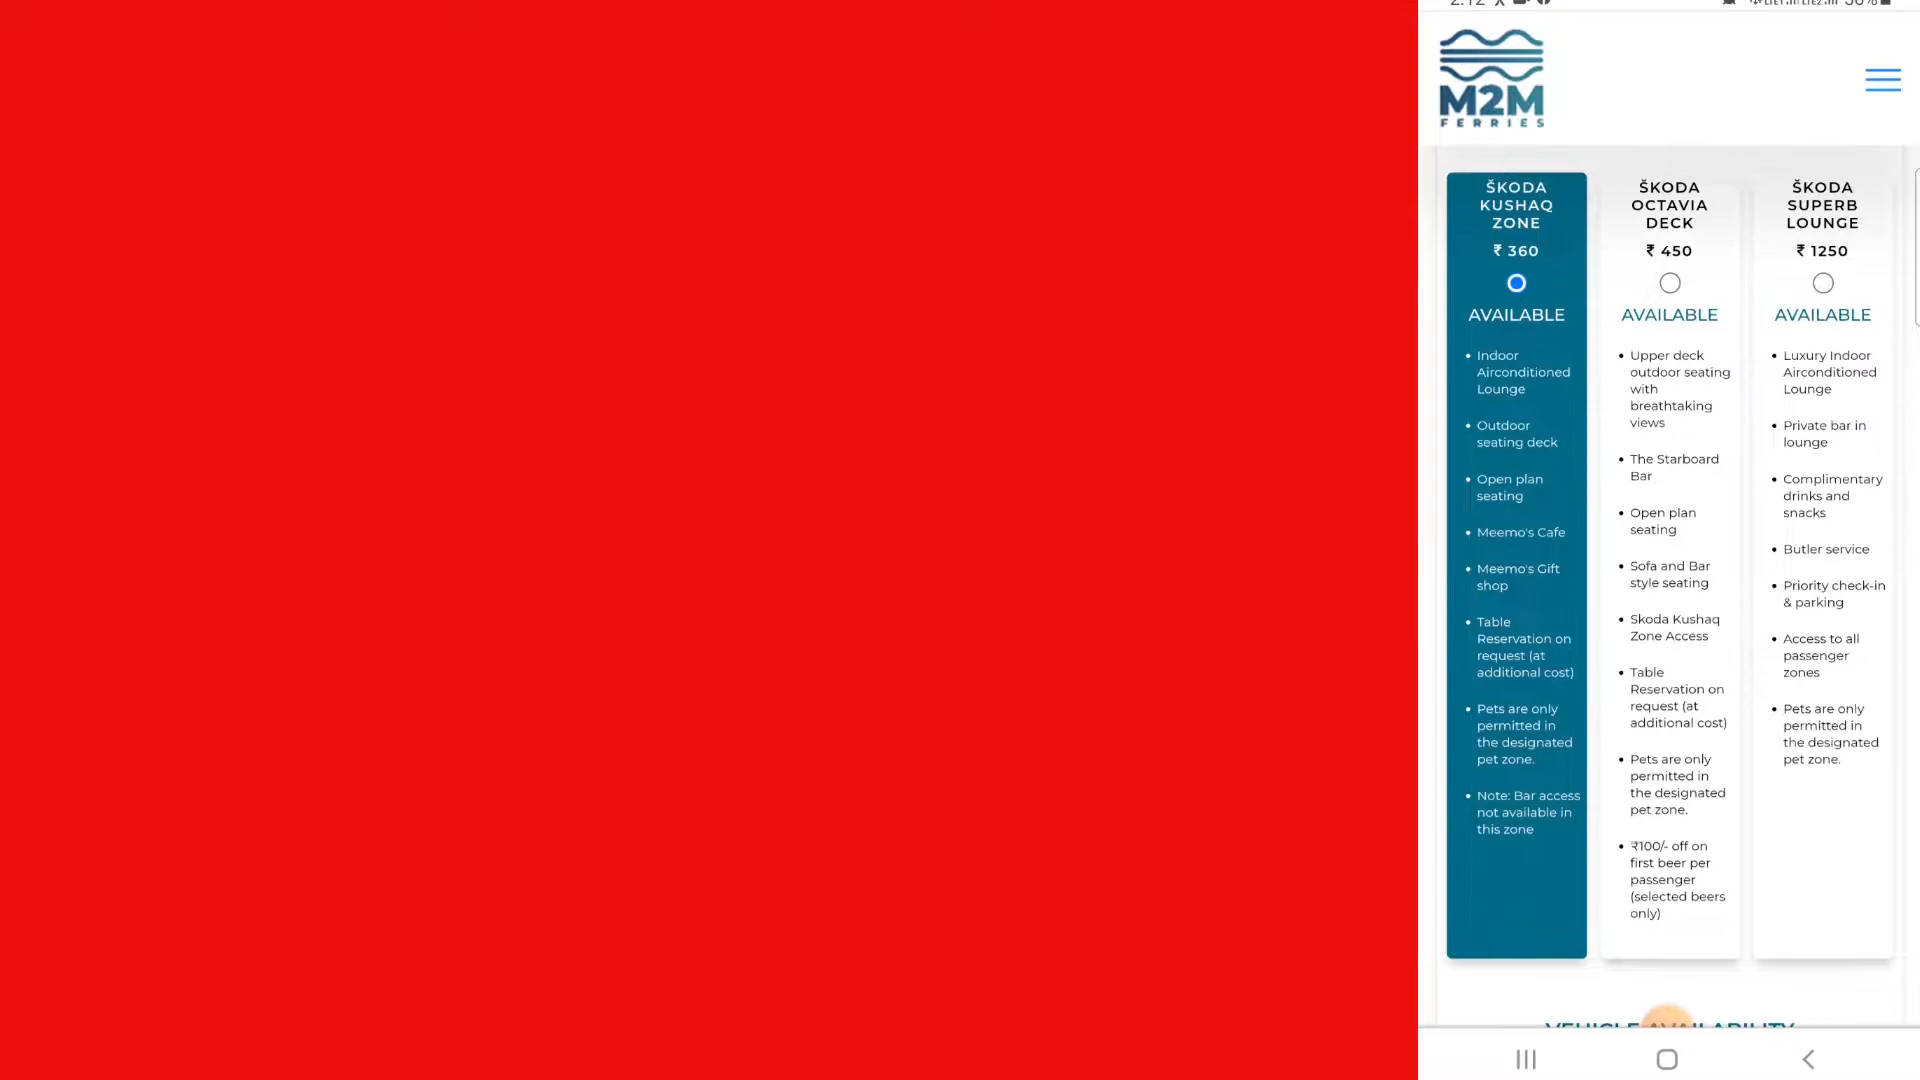 M2M
FERRIES
ŠKODA
KUSHAQ
ZONE
₹ 360
AVAILABLE
• Indoor
Airconditioned
Lounge
• Outdoor
seating deck
• Open plan
seating
• Meemo's Cafe
• Meemo's Gift
shop
• Table
Reservation on
request (at
additional cost)
• Pets are only
permitted in
the designated
pet zone.
• Note: Bar access
not available in
this zone
ŠKODA
OCTAVIA
DECK
₹ 450
AVAILABLE
• Upper deck
outdoor seating
with
breathtaking
views
• The Starboard
Bar
• Open plan
seating
• Sofa and Bar
style seating
• Skoda Kushaq
Zone Access
• Table
Reservation on
request (at
additional cost)
• Pets are only
permitted in
the designated
pet zone.
• ₹100/- off on
first beer per
passenger
(selected beers
only)
ŠKODA
SUPERB
LOUNGE
₹ 1250
AVAILABLE
• Luxury Indoor
Airconditioned
Lounge
• Private bar in
lounge
• Complimentary
drinks and
snacks
• Butler service
• Priority check-in
& parking
• Access to all
passenger
zones
• Pets are only
permitted in
the designated
pet zone.
VEHICLE AVAILABILITY